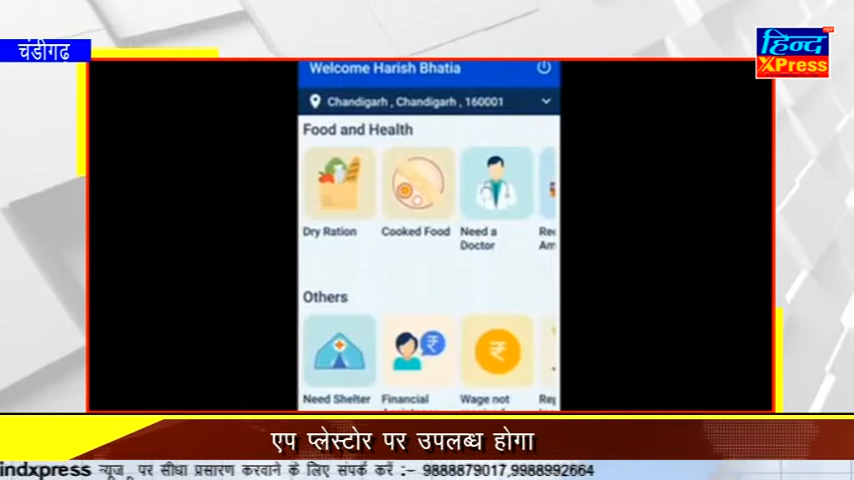 चंडीगढ
हिन्द
XPress
Welcome Harish Bhatia
Chandigarh , Chandigarh , 160001
Food and Health
Dry Ration
Cooked Food
Need a
Doctor
Others
Need Shelter
Financial
Wage not
एप प्लेस्टोर पर उपलब्ध होगा
indxpress न्यूज़ पर सीधा प्रसारण करवाने के लिए संपर्क करें :- 9888879017,9988992664